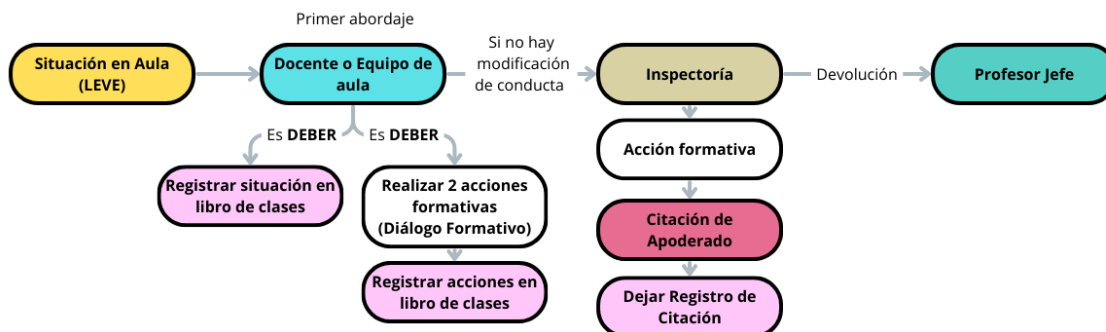 Primer abordaje
Situación en Aula
(LEVE)
Docente o Equipo de
aula
Si no hay
modificación
de conducta
Inspectoría
Devolución
Profesor Jefe
Es DEBER
Es DEBER
Registrar situación en
libro de clases
Realizar 2 acciones
formativas
(Diálogo Formativo)
Registrar acciones en
libro de clases
Acción formativa
Citación de
Apoderado
Dejar Registro de
Citación